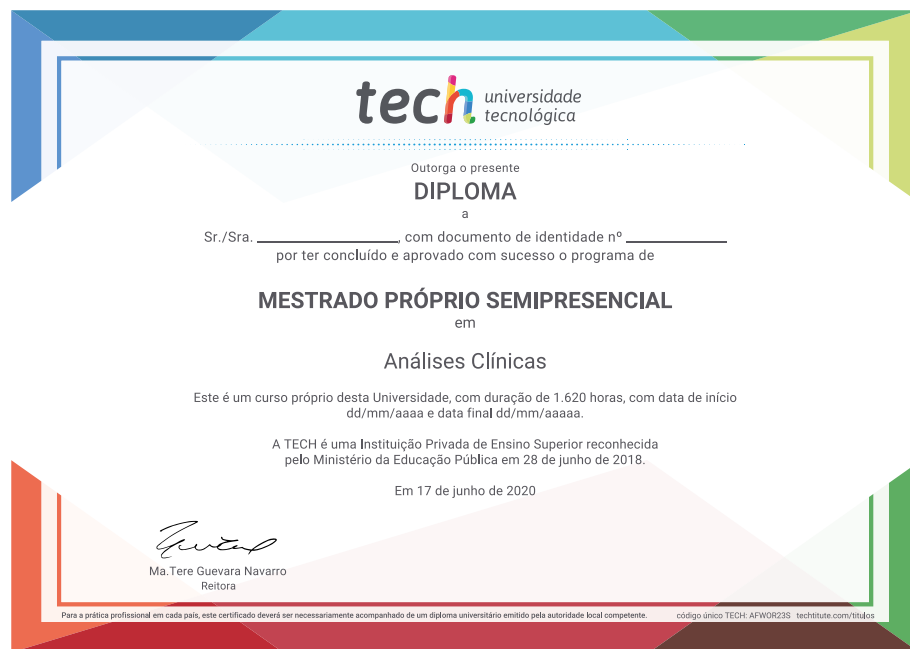 tech universidade
tecnológica
Outorga o presente
DIPLOMA
a
Sr./Sra. ____________________, com documento de identidade nº ______________
por ter concluído e aprovado com sucesso o programa de
MESTRADO PRÓPRIO SEMIPRESENCIAL
em
Análises Clínicas
Este é um curso próprio desta Universidade, com duração de 1.620 horas, com data de início
dd/mm/aaaa e data final dd/mm/aaaaa.
A TECH é uma Instituição Privada de Ensino Superior reconhecida
pelo Ministério da Educação Pública em 28 de junho de 2018.
Em 17 de junho de 2020
Ma.Tere Guevara Navarro
Reitora
Para a prática profissional em cada país, este certificado deverá ser necessariamente acompanhado de um diploma universitário emitido pela autoridade local competente. código único TECH: AFWOR23S techtitute.com/titulos